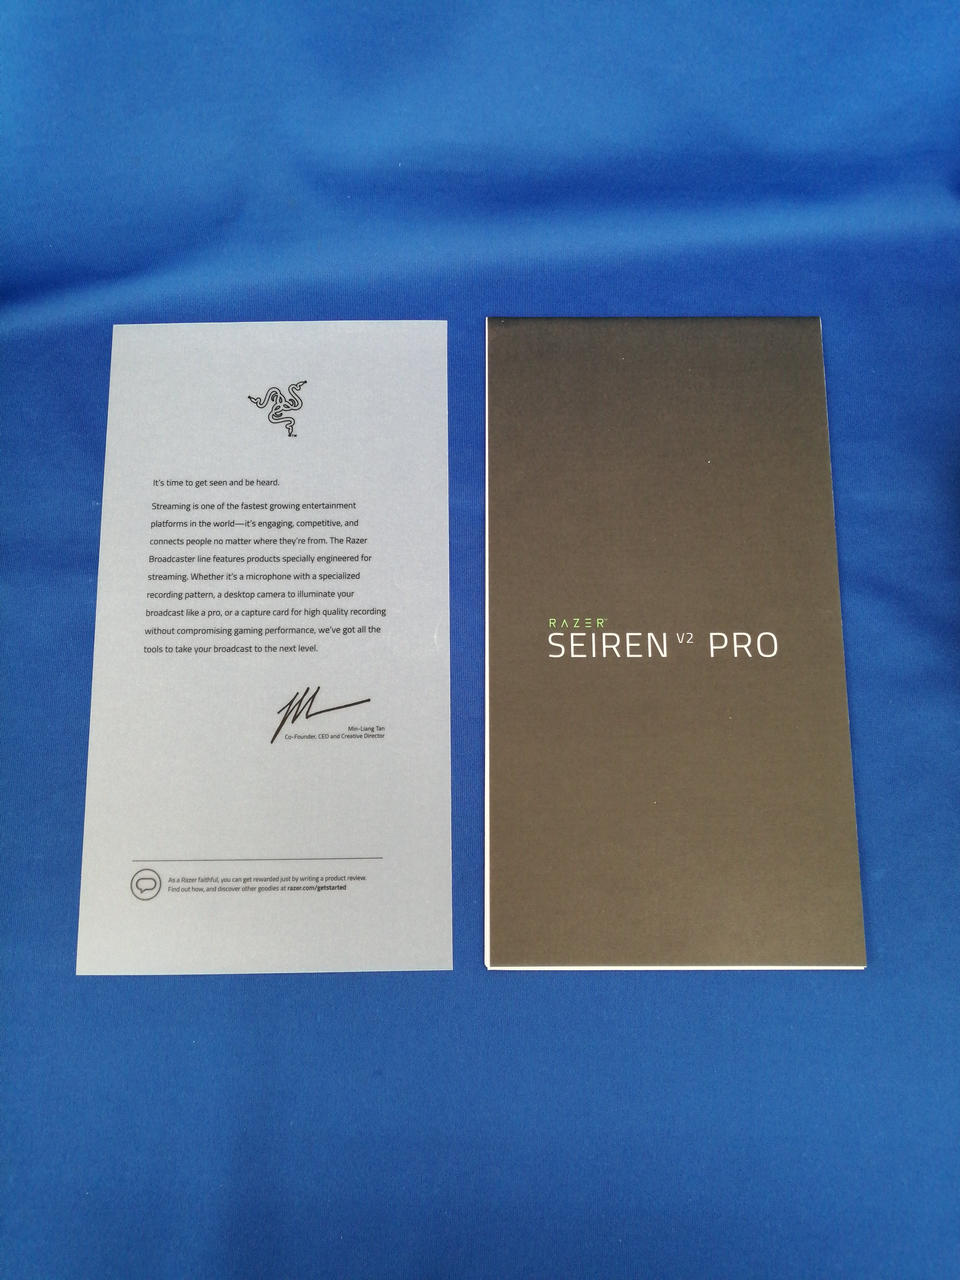 It's time to get seen and be heard.
Streaming is one of the fastest growing entertainment
platforms in the world—it's engaging, competitive, and
connects people no matter where they're from. The Razer
Broadcaster line features products specially engineered for
streaming. Whether it's a microphone with a specialized
recording pattern, a desktop camera to illuminate your
broadcast like a pro, or a capture card for high quality recording
without compromising gaming performance, we've got all the
tools to take your broadcast to the next level.
Min-Liang Tan
Co-Founder, CEO and Creative Director
As a Razer faithful, you can get rewarded just by writing a product review.
Find out how, and discover other goodies at razer.com/getstarted
RAZER™
SEIREN V2 PRO